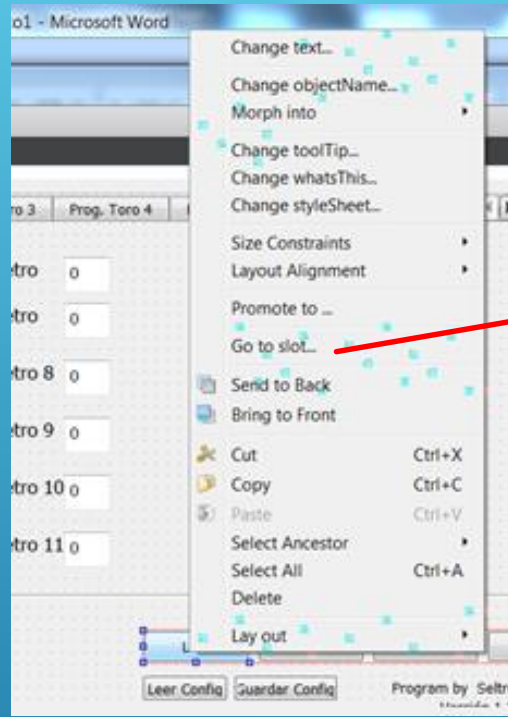 o1 - Microsoft Word
Change text...
Change objectName...
Morph into
Change toolTip...
Change whatsThis...
Change styleSheet...
Size Constraints
Layout Alignment
Promote to ...
Go to slot...
Send to Back
Bring to Front
Cut Ctrl+X
Copy Ctrl+C
Paste Ctrl+V
Select Ancestor
Select All Ctrl+A
Delete
Lay out
ro 3 Prog. Toro 4
etro 0
etro 0
etro 8 0
etro 9 0
etro 10 0
etro 11 0
Leer Config Guardar Config Program by Seltr